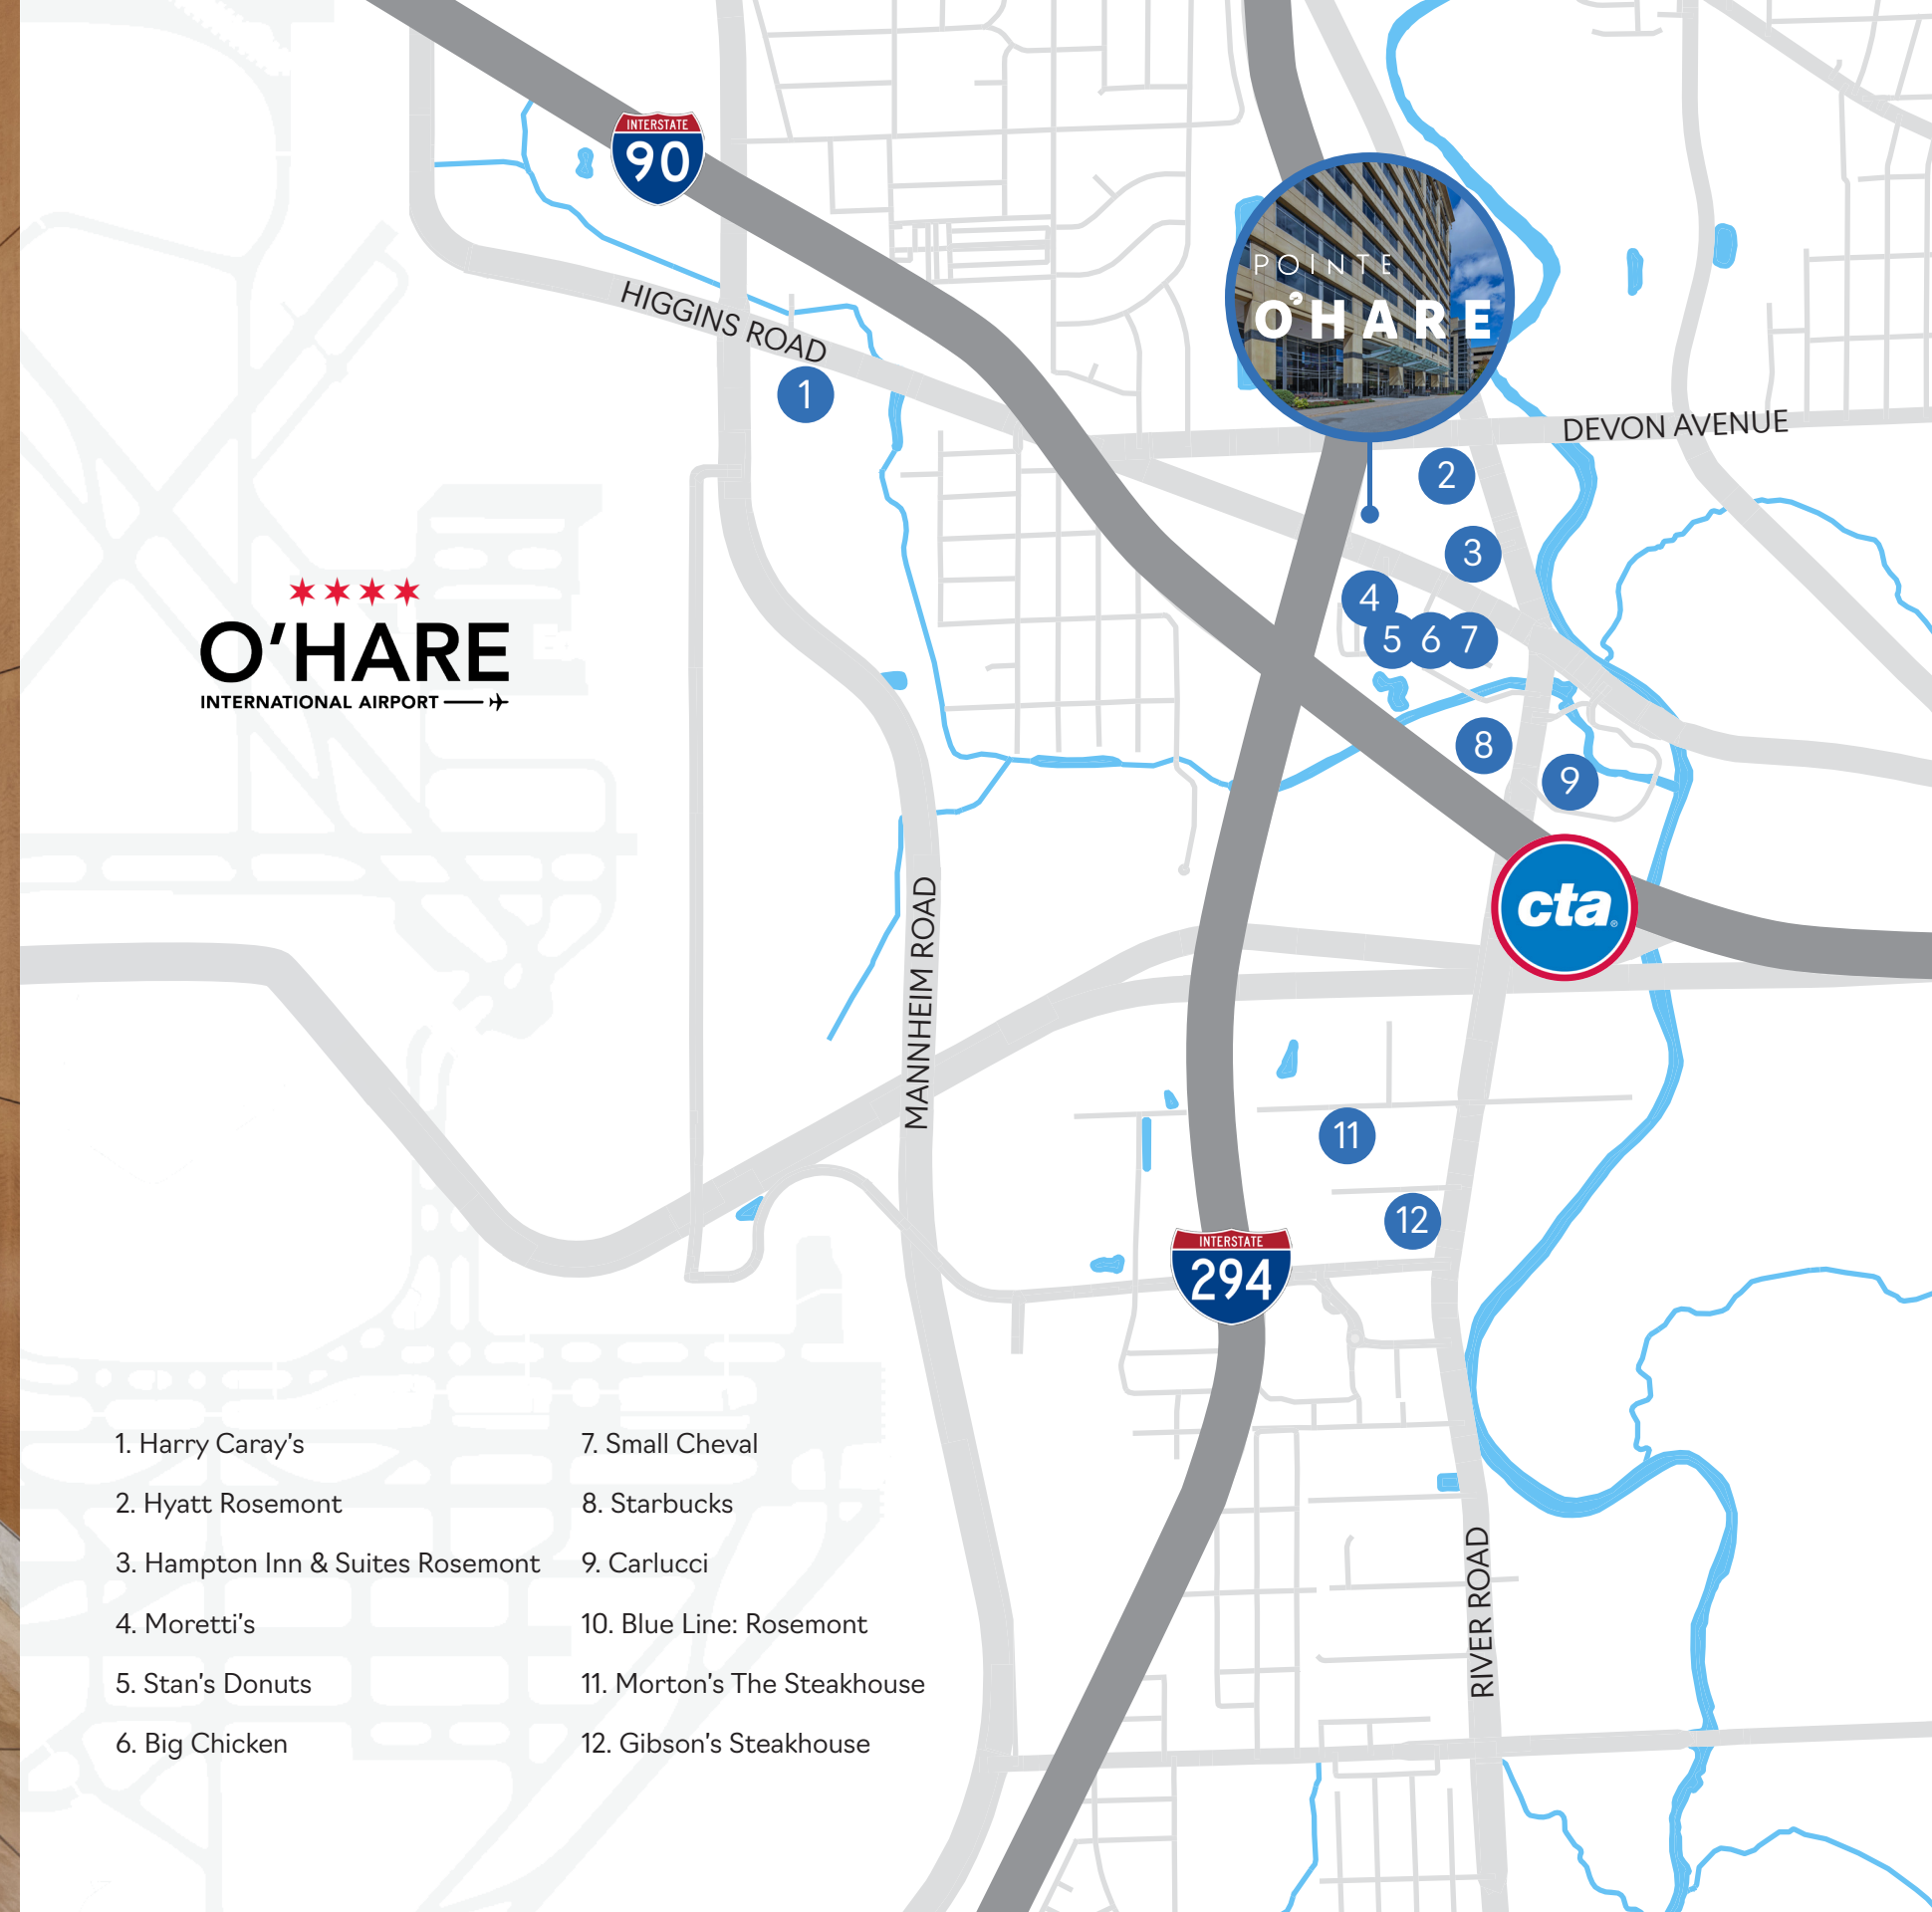 INTERSTATE
90
POINTE
O'HARE
HIGGINS ROAD
1
DEVON AVENUE
2
3
4
5
6
7
O'HARE
INTERNATIONAL AIRPORT
8
9
cta®
MANNHEIM ROAD
11
12
INTERSTATE
294
RIVER ROAD
1. Harry Caray's
2. Hyatt Rosemont
3. Hampton Inn & Suites Rosemont
4. Moretti's
5. Stan's Donuts
6. Big Chicken
7. Small Cheval
8. Starbucks
9. Carlucci
10. Blue Line: Rosemont
11. Morton's The Steakhouse
12. Gibson's Steakhouse